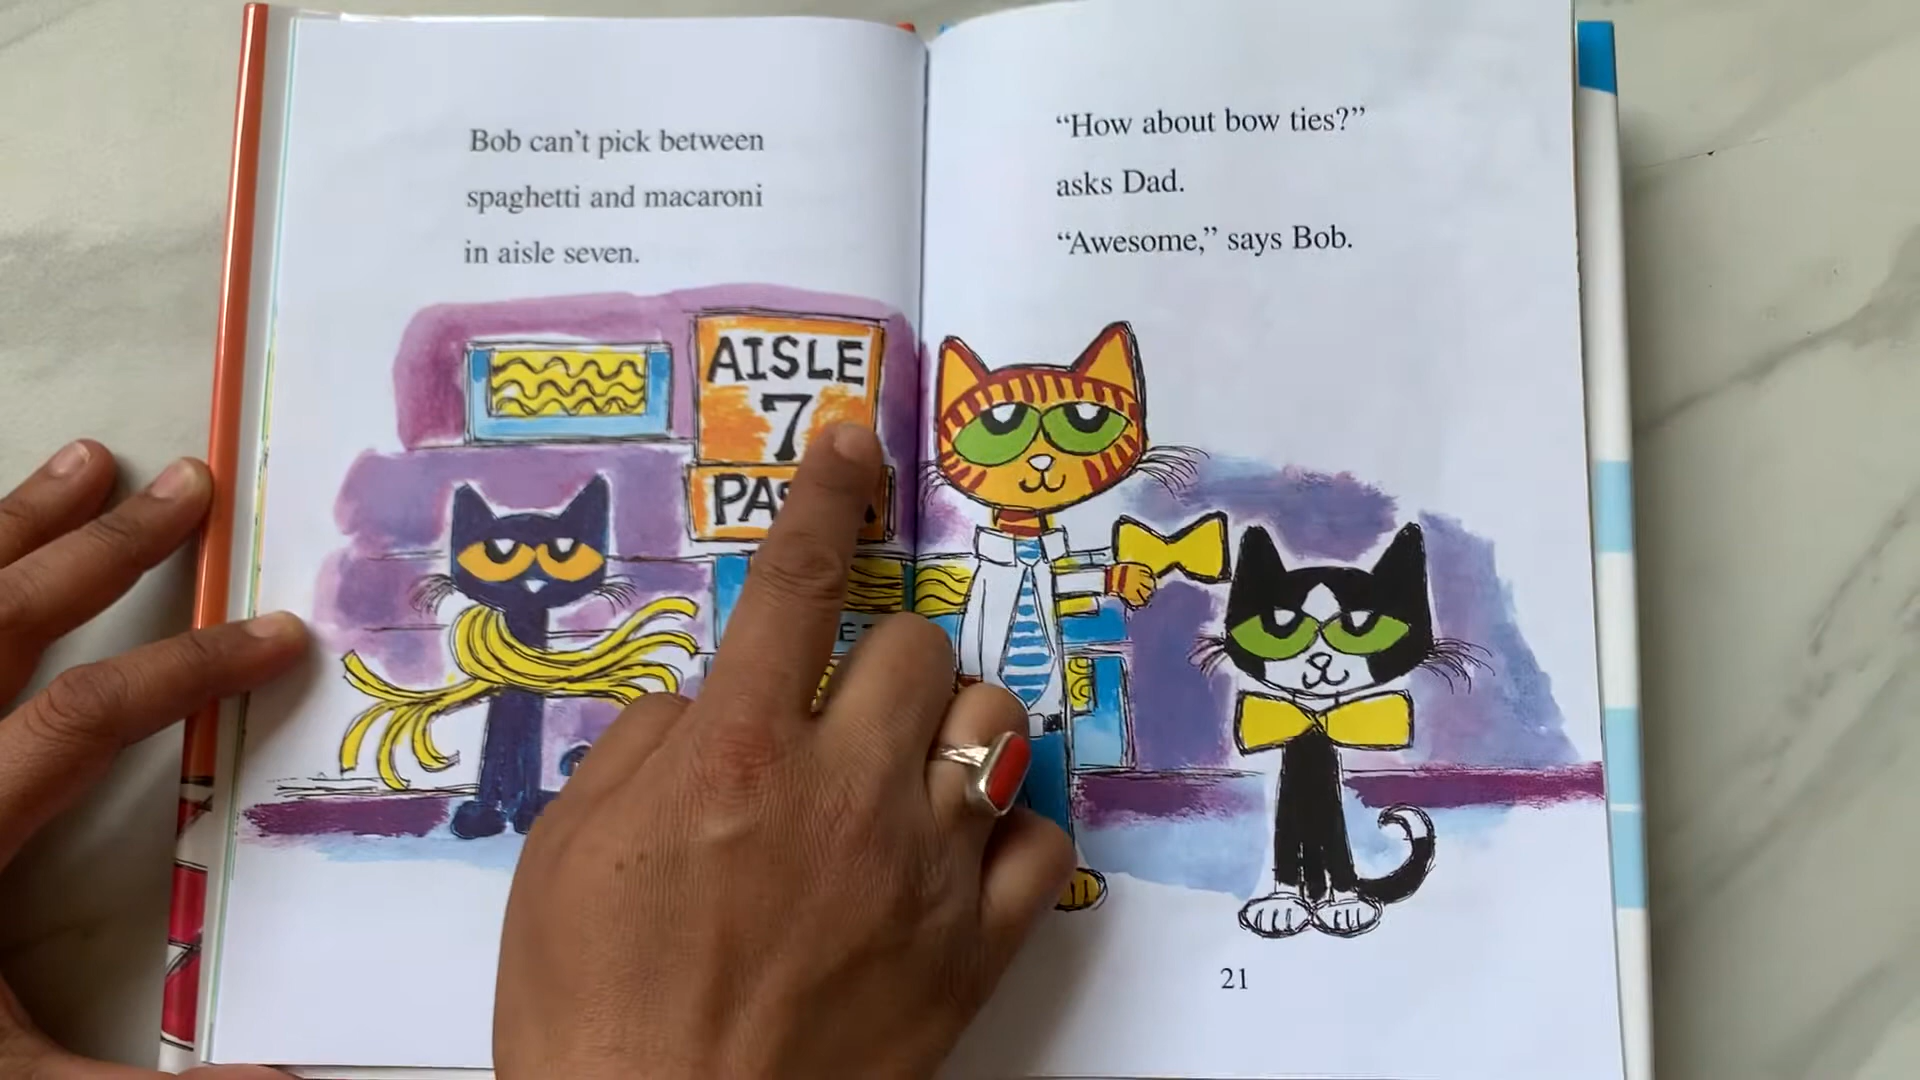 Bob can't pick between
spaghetti and macaroni
in aisle seven.
AISLE
7
“How about bow ties?”
asks Dad.
“Awesome,” says Bob.
21